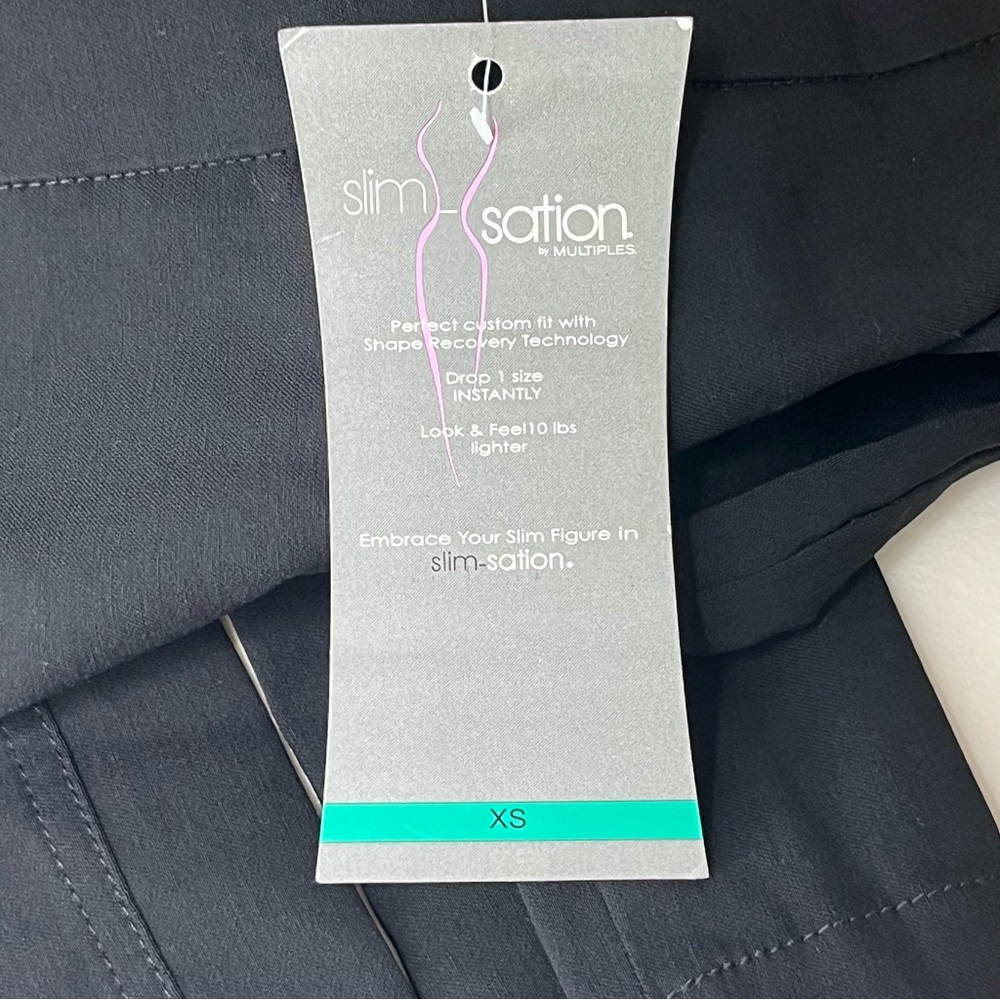 slim-sation.
by MULTIPLES.
Perfect custom fit with
Shape Recovery Technology
Drop 1 size
INSTANTLY
Look & Feel10 lbs
lighter
Embrace Your Slim Figure in
slim-sation.
XS